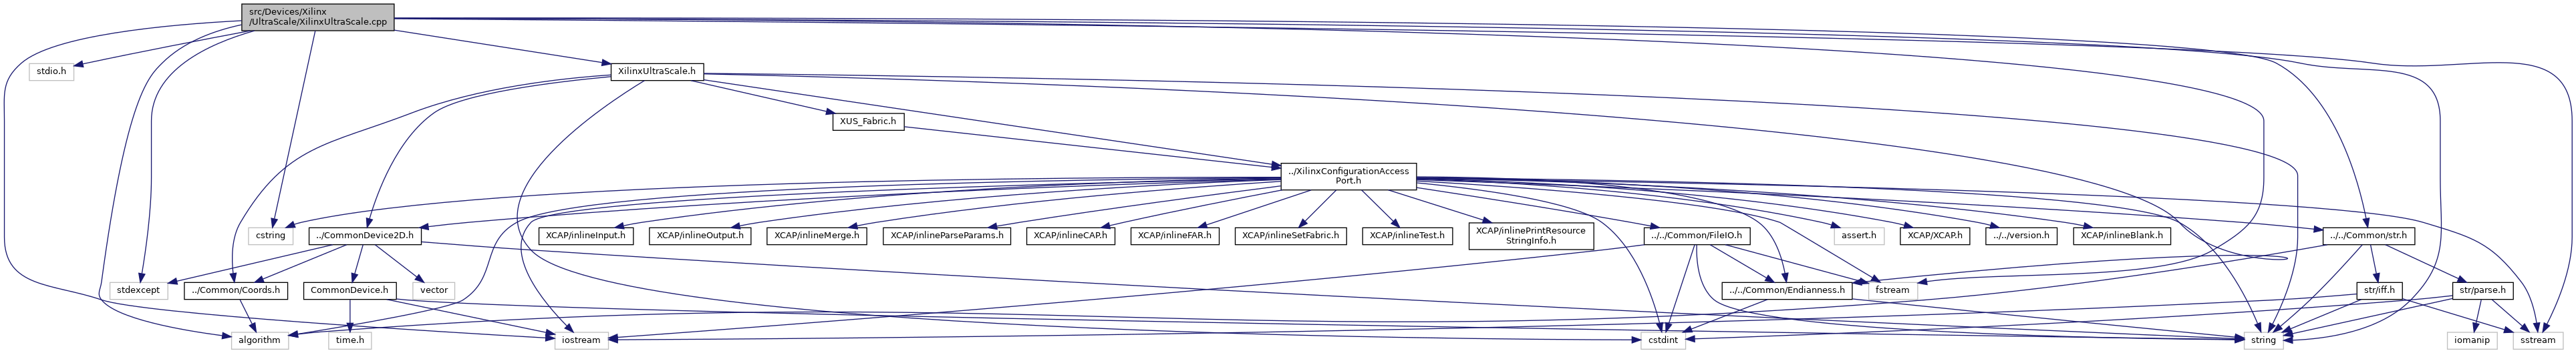 src/Devices/Xilinx
/UltraScale/XilinxUltraScale.cpp
stdio.h
XilinxUltraScale.h
XUS_Fabric.h
../XilinxConfigurationAccess
Port.h
cstring
../CommonDevice2D.h
XCAP/inlineInput.h
XCAP/inlineOutput.h
XCAP/inlineMerge.h
XCAP/inlineParseParams.h
XCAP/inlineCAP.h
XCAP/inlineFAR.h
XCAP/inlineSetFabric.h
XCAP/inlineTest.h
XCAP/inlinePrintResource
StringInfo.h
../../Common/FileIO.h
assert.h
XCAP/XCAP.h
../../version.h
XCAP/inlineBlank.h
../../Common/str.h
stdexcept
../Common/Coords.h
CommonDevice.h
vector
../../Common/Endianness.h
fstream
str/iff.h
str/parse.h
algorithm
time.h
iostream
cstdint
string
iomanip
sstream